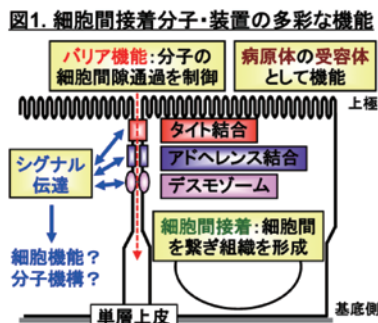 図1. 細胞間接着分子・装置の多彩な機能
バリア機能：分子の
細胞間隙通過を制御
病原体の受容体
として機能
上極
タイト結合
アドヘレンス結合
デスモゾーム
シグナル
伝達
細胞間接着：細胞間
を繋ぎ組織を形成
細胞機能？
分子機構？
基底側
単層上皮